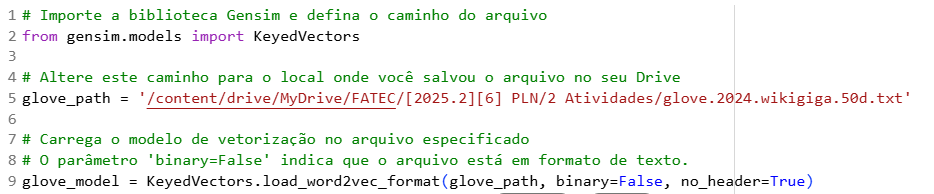 1 # Importe a biblioteca Gensim e defina o caminho do arquivo
2 from gensim.models import KeyedVectors
3
4 # Altere este caminho para o local onde você salvou o arquivo no seu Drive
5 glove_path = '/content/drive/MyDrive/FATEC/[2025.2][6] PLN/2 Atividades/glove.2024.wikigiga.50d.txt'
6
7 # Carrega o modelo de vetorização no arquivo especificado
8 # O parâmetro 'binary=False' indica que o arquivo está em formato de texto.
9 glove_model = KeyedVectors.load_word2vec_format(glove_path, binary=False, no_header=True)